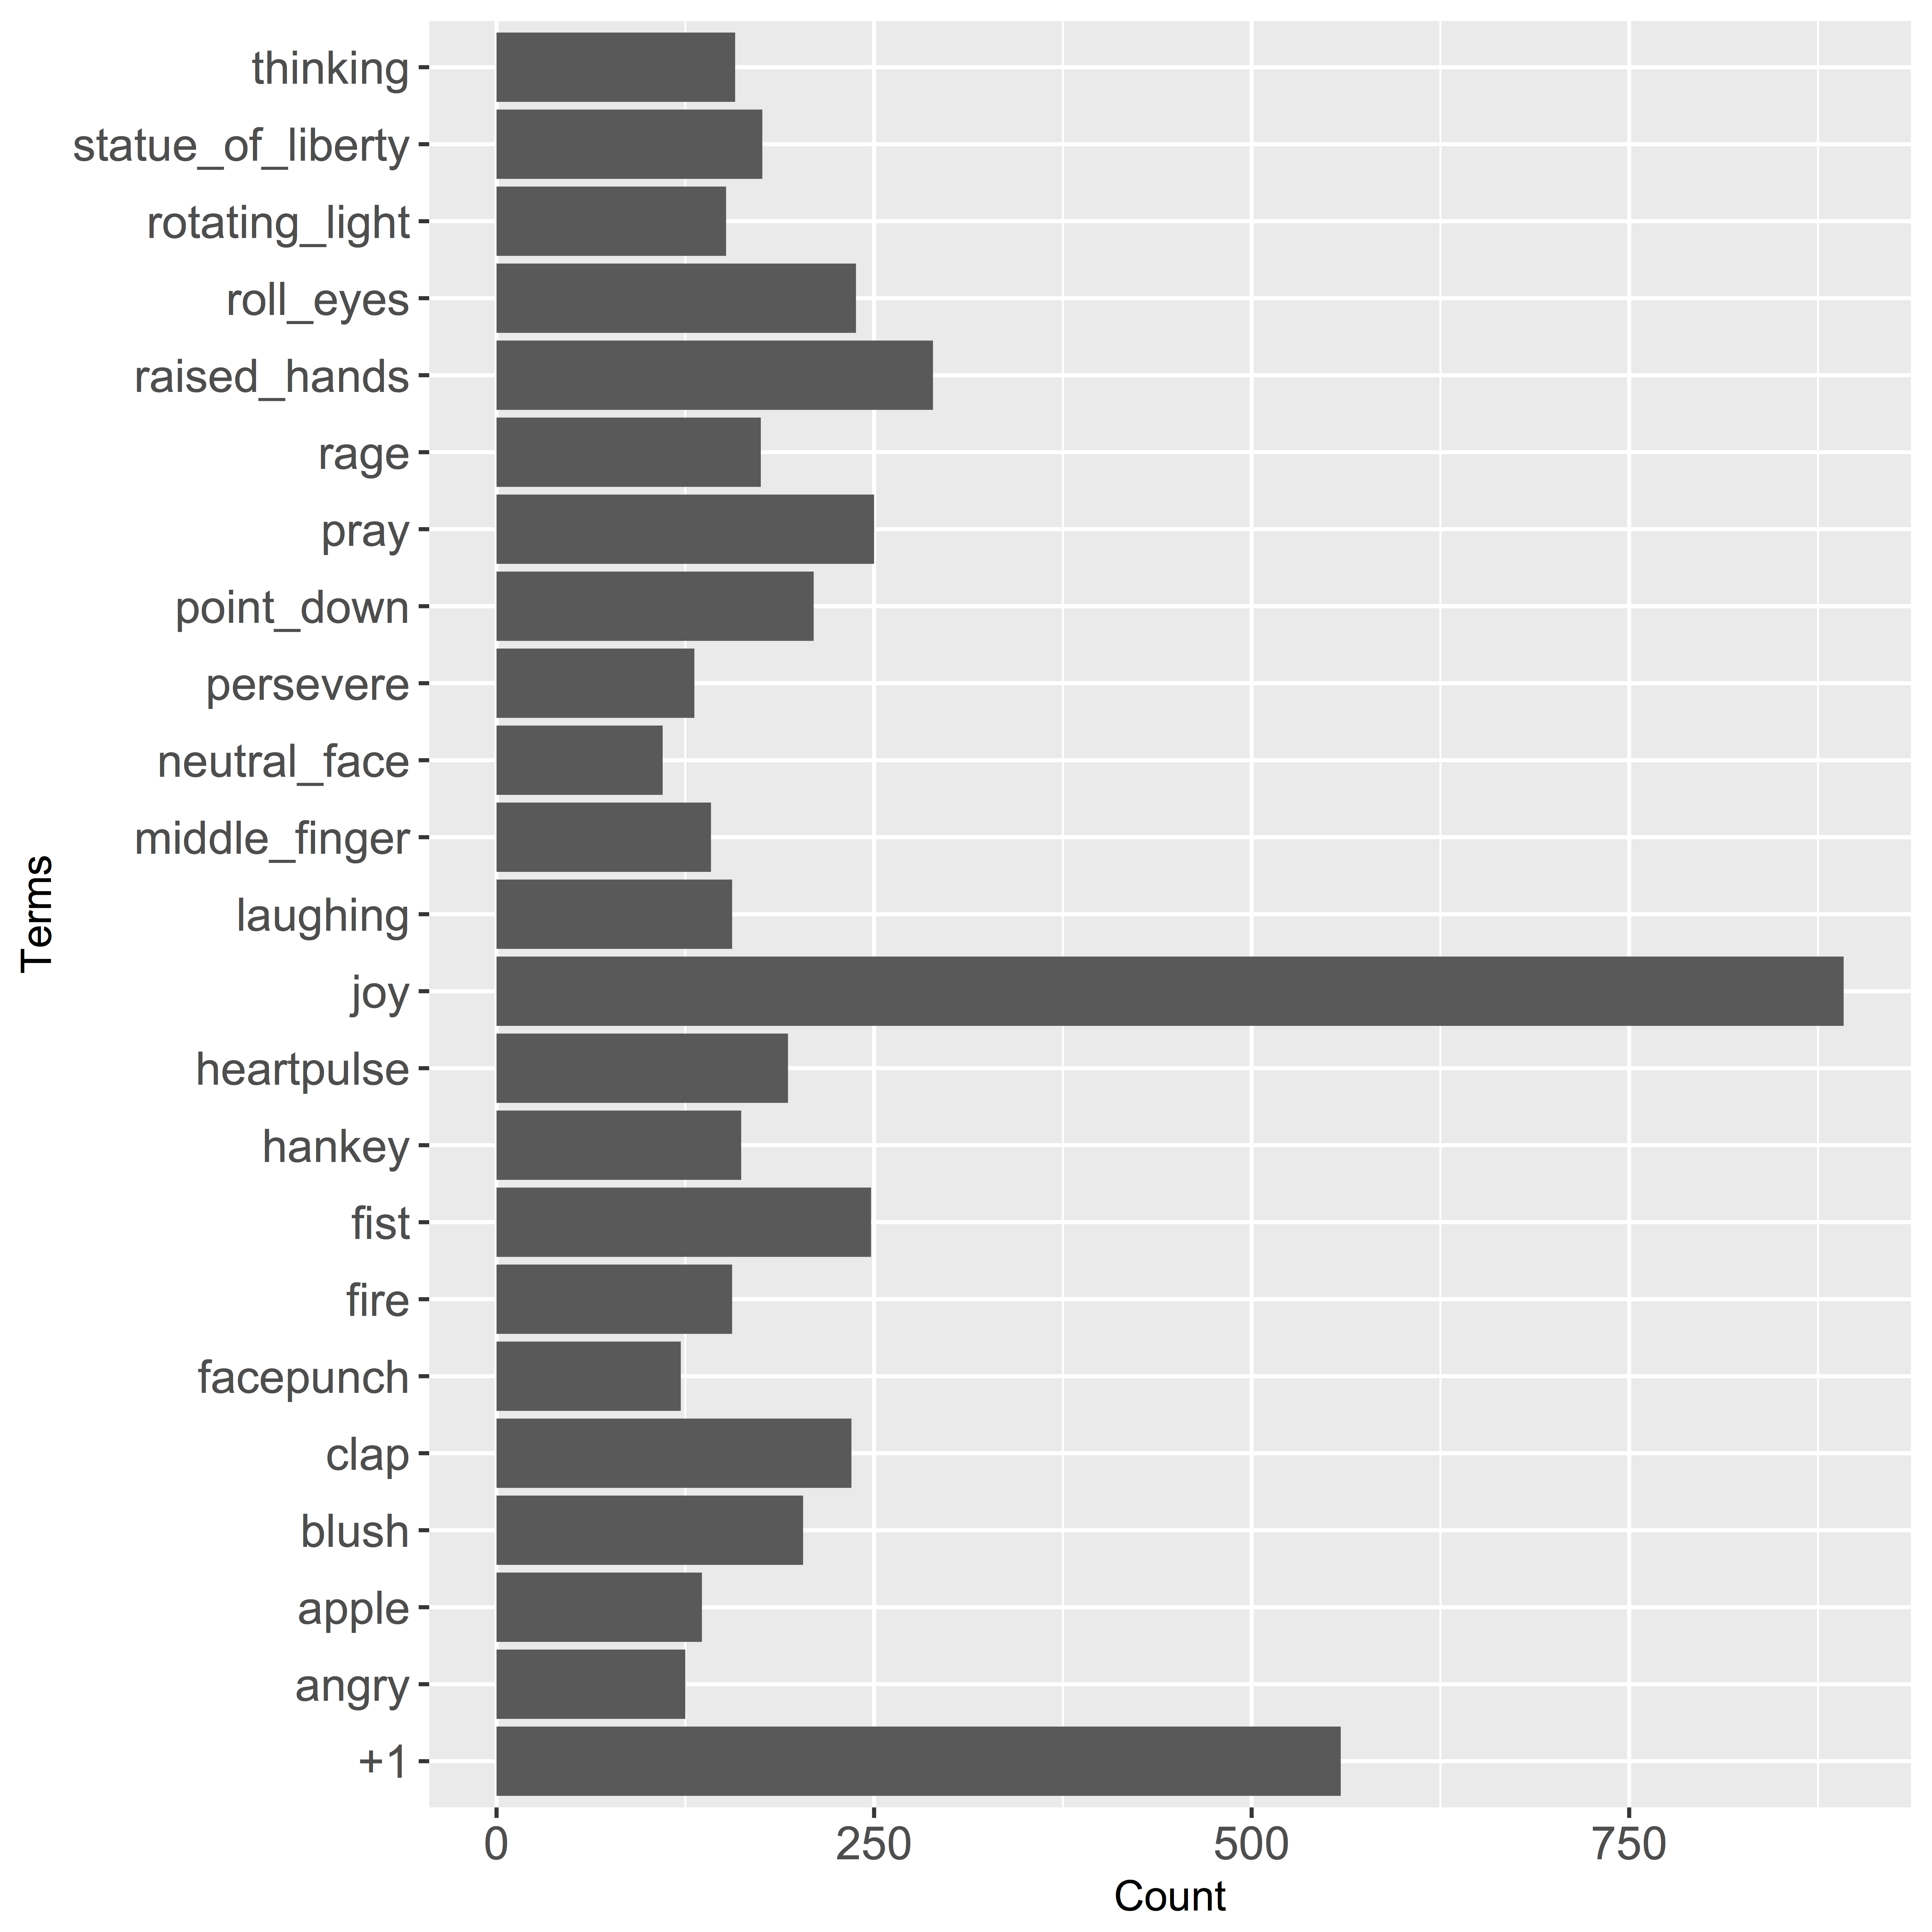 thinking
statue_of_liberty
rotating_light
roll_eyes
raised_hands
rage
pray
point_down
persevere
neutral_face
middle_finger
laughing
joy
heartpulse
hankey
fist
fire
facepunch
clap
blush
apple
angry
+1
Terms
0 250 500 750
Count